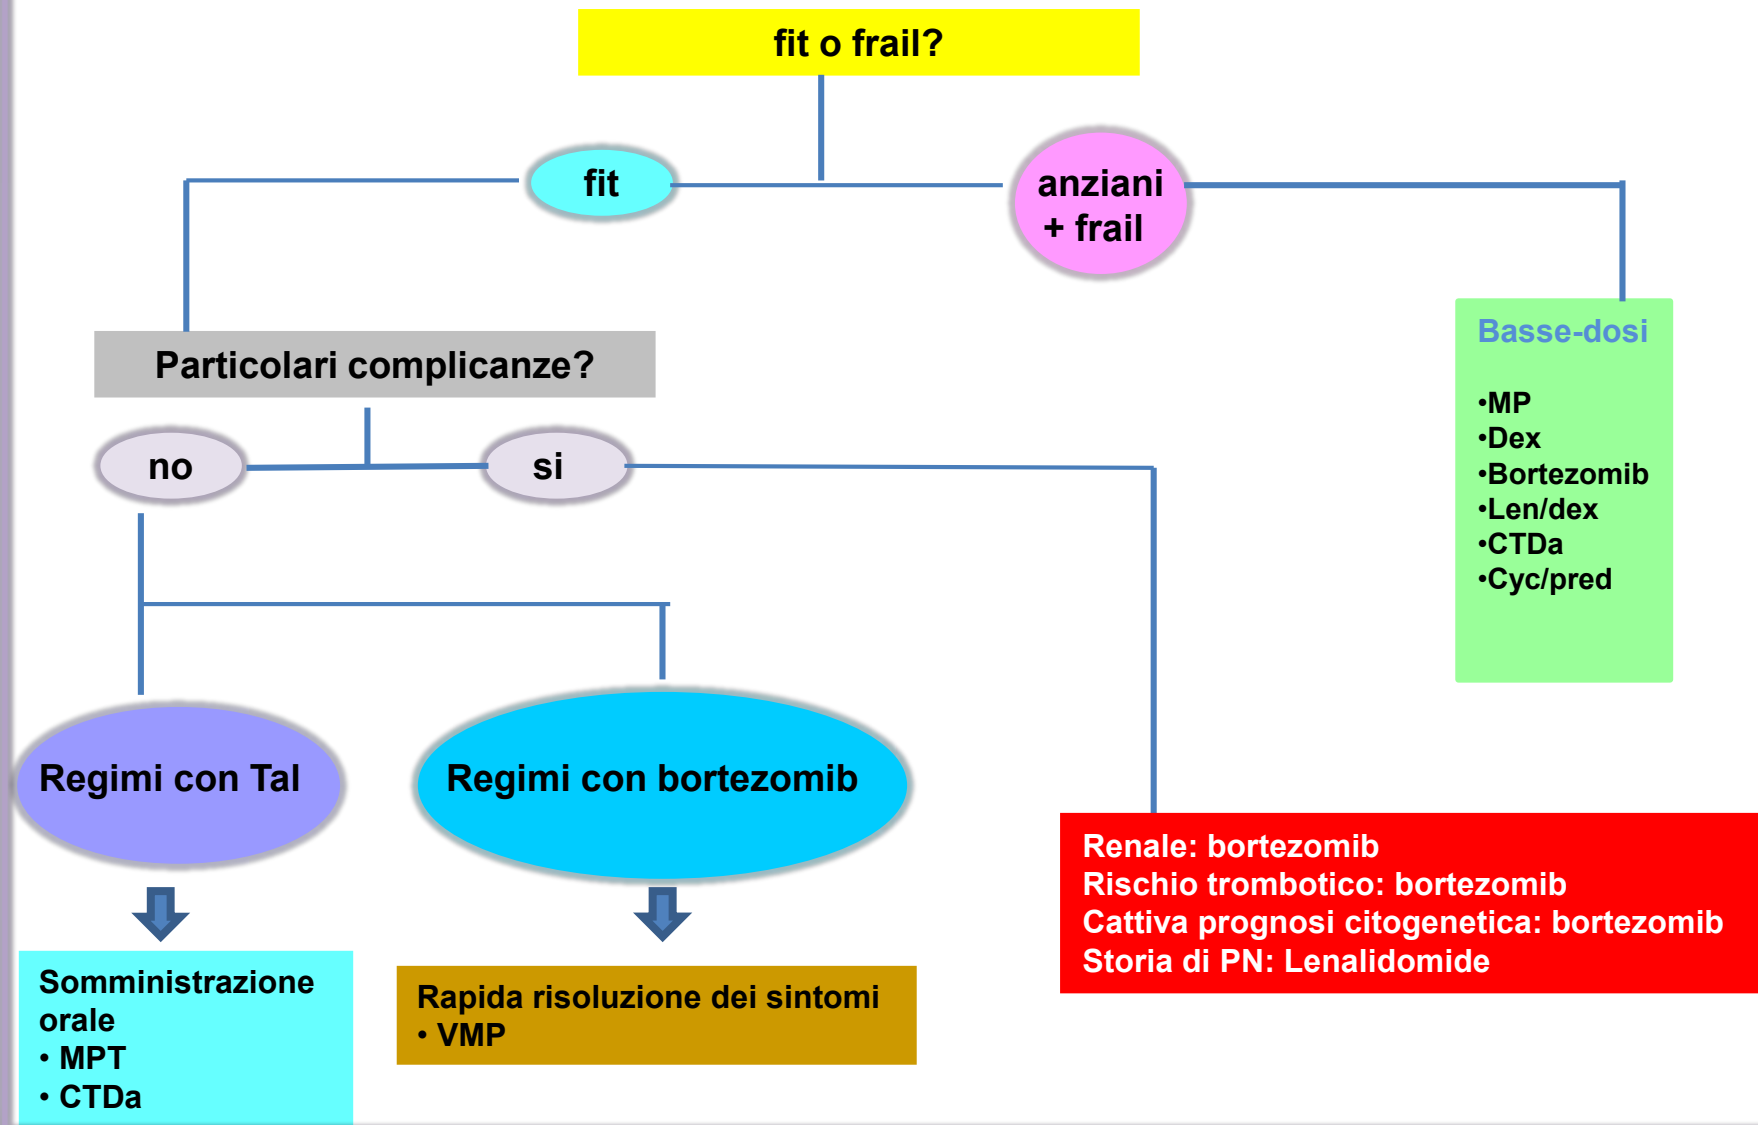 fit o frail?
fit
anziani
+ frail
Particolari complicanze?
no
si
Basse-dosi
•MP
•Dex
•Bortezomib
•Len/dex
•CTDa
•Cyc/pred
Regimi con Tal
Regimi con bortezomib
Renale: bortezomib
Rischio trombotico: bortezomib
Cattiva prognosi citogenetica: bortezomib
Storia di PN: Lenalidomide
Somministrazione
orale
• MPT
• CTDa
Rapida risoluzione dei sintomi
• VMP